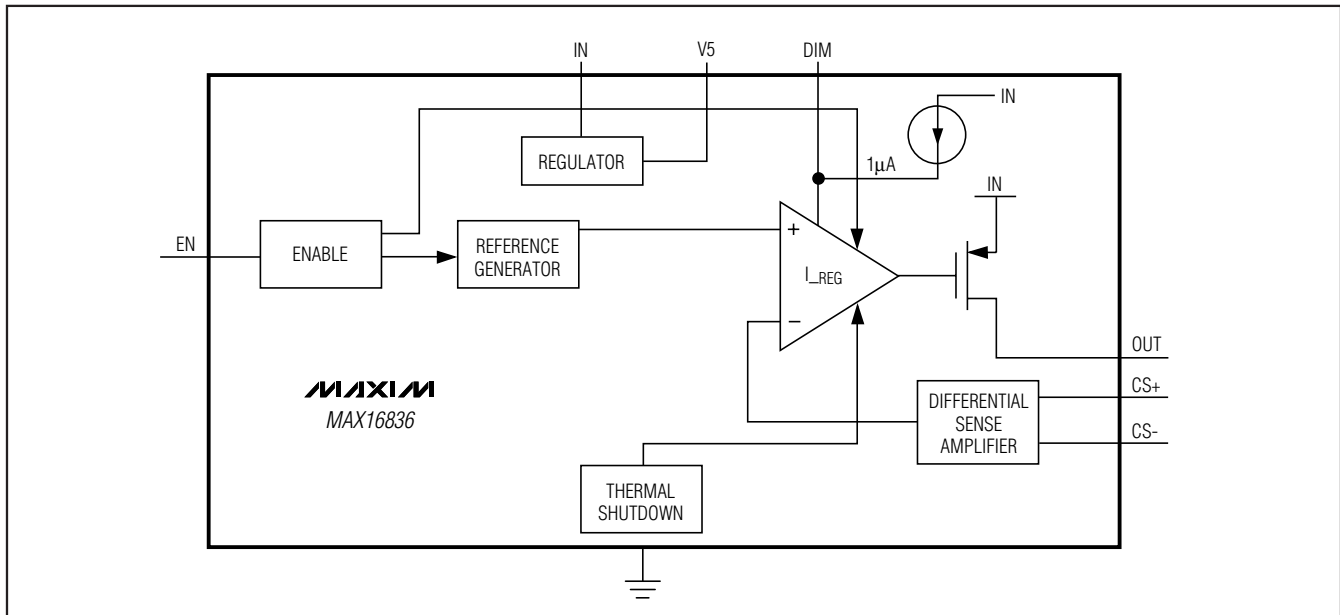 IN
V5
DIM
IN
REGULATOR
1µA
IN
EN
ENABLE
REFERENCE
GENERATOR
+
I_REG
−
OUT
CS+
MAXIM
MAX16836
DIFFERENTIAL
SENSE
AMPLIFIER
CS-
THERMAL
SHUTDOWN